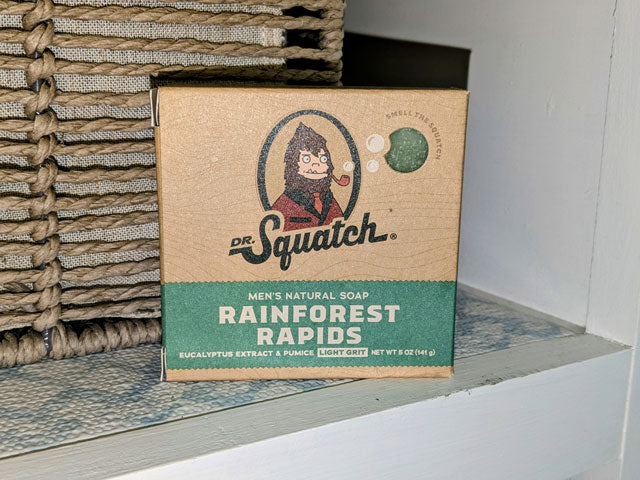 SMELL THE SQUATCH
DR. Squatch®
MEN'S NATURAL SOAP
RAINFOREST
RAPIDS
EUCALYPTUS EXTRACT & PUMICE LIGHT GRIT NET WT 5 OZ (141 g)